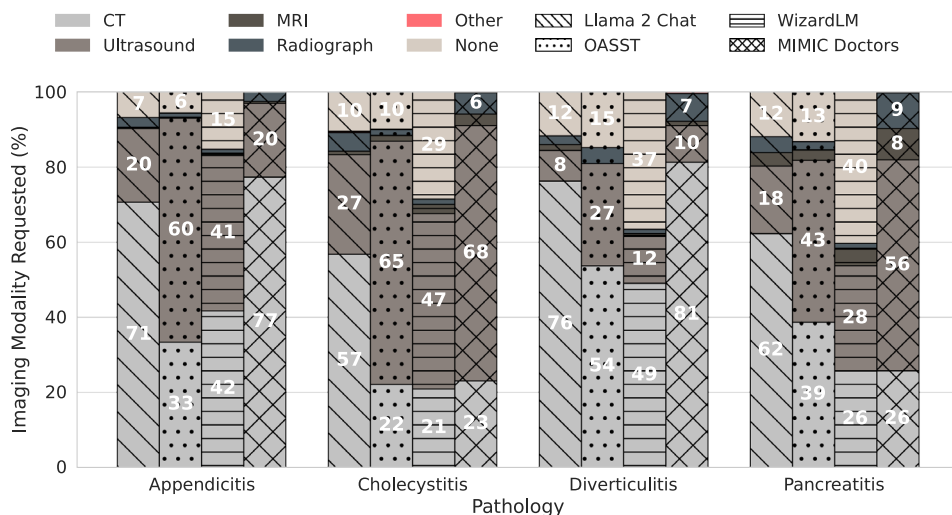 CT MRI Other Llama 2 Chat WizardLM
Ultrasound Radiograph None OASST MIMIC Doctors
Imaging Modality Requested (%)
100
80
60
40
20
0
7 6 15 20 20 60 41 71 33 42 77
10 10 29 6 27 65 47 68 57 22 21 23
12 15 37 7 8 27 12 10 76 54 49 81
12 13 40 9 8 18 43 28 56 62 39 26 26
Appendicitis Cholecystitis Diverticulitis Pancreatitis
Pathology